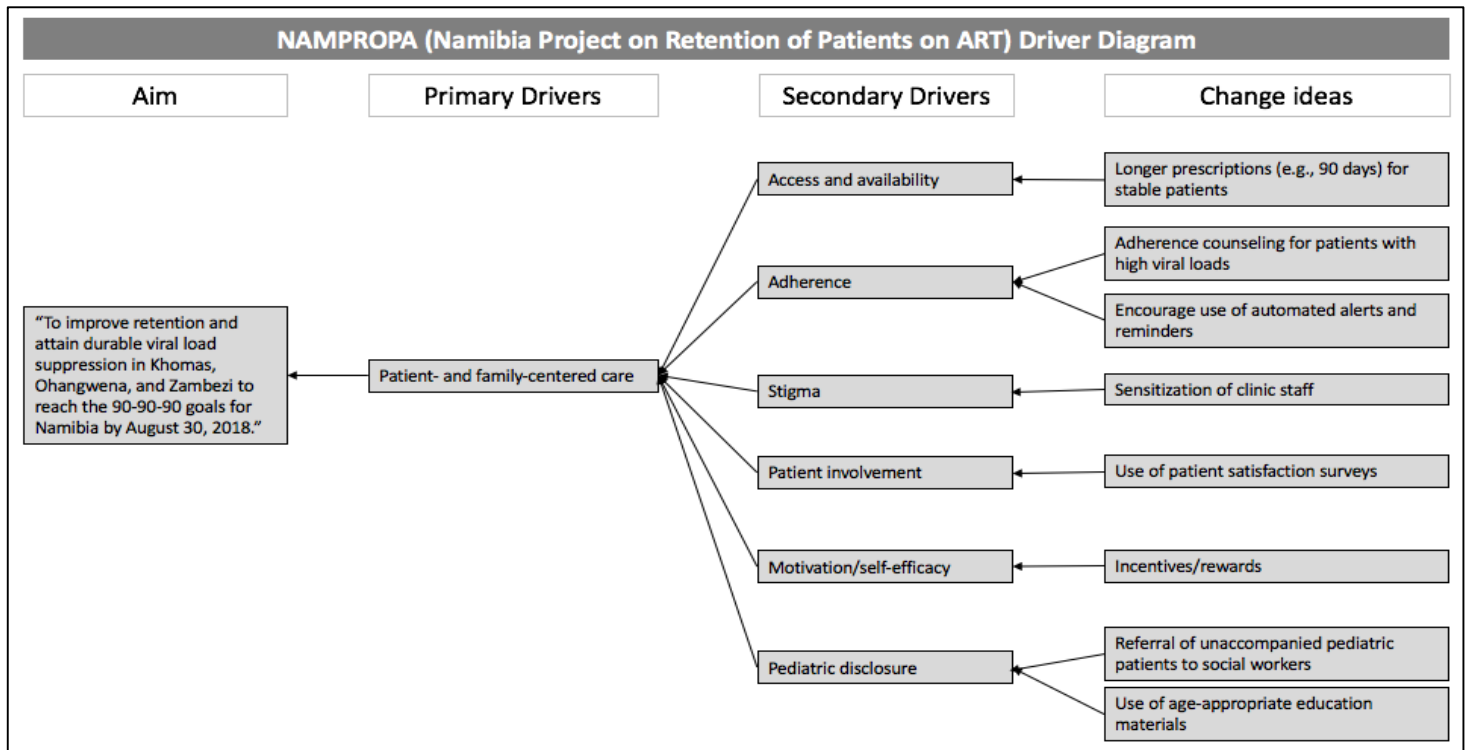 NAMPROPA (Namibia Project on Retention of Patients on ART) Driver Diagram
Aim
Primary Drivers
Secondary Drivers
Change ideas
"To improve retention and
attain durable viral load
suppression in Khomas,
Ohangwena, and Zambezi to
reach the 90-90-90 goals for
Namibia by August 30, 2018."
Patient- and family-centered care
Access and availability
Longer prescriptions (e.g., 90 days) for
stable patients
Adherence
Adherence counseling for patients with
high viral loads
Encourage use of automated alerts and
reminders
Stigma
Sensitization of clinic staff
Patient involvement
Use of patient satisfaction surveys
Motivation/self-efficacy
Incentives/rewards
Pediatric disclosure
Referral of unaccompanied pediatric
patients to social workers
Use of age-appropriate education
materials